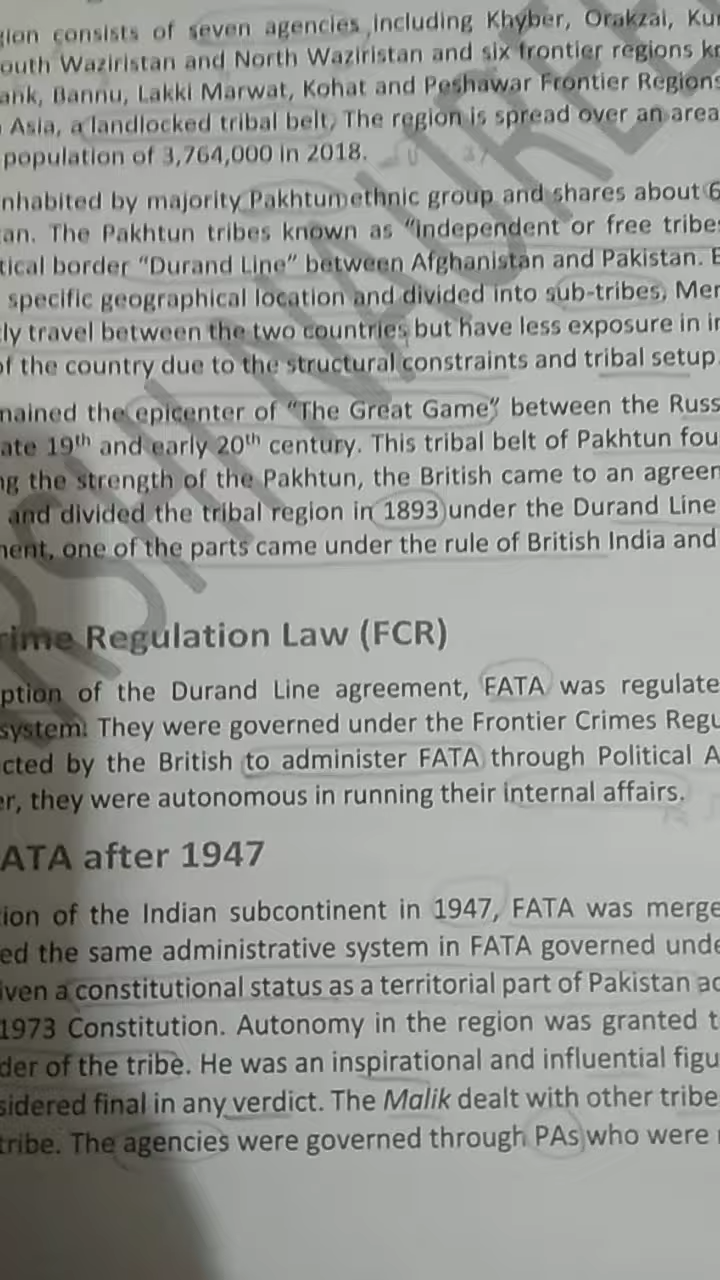 gion consists of seven agencies including Khyber, Orakzai, Kur
outh Waziristan and North Waziristan and six frontier regions kn
ank, Bannu, Lakki Marwat, Kohat and Peshawar Frontier Regions
Asia, a landlocked tribal belt. The region is spread over an area
population of 3,764,000 in 2018.
nhabited by majority Pakhtun ethnic group and shares about 6
an. The Pakhtun tribes known as "independent or free tribes
tical border "Durand Line" between Afghanistan and Pakistan. E
specific geographical location and divided into sub-tribes, Mem
ly travel between the two countries but have less exposure in in
of the country due to the structural constraints and tribal setup.
mained the epicenter of "The Great Game" between the Russ
ate 19th and early 20th century. This tribal belt of Pakhtun fou
ng the strength of the Pakhtun, the British came to an agreem
and divided the tribal region in 1893 under the Durand Line
ment, one of the parts came under the rule of British India and
rime Regulation Law (FCR)
ption of the Durand Line agreement, FATA was regulate
system. They were governed under the Frontier Crimes Regu
cted by the British to administer FATA through Political A
er, they were autonomous in running their internal affairs.
ATA after 1947
ion of the Indian subcontinent in 1947, FATA was merge
ed the same administrative system in FATA governed unde
iven a constitutional status as a territorial part of Pakistan ac
1973 Constitution. Autonomy in the region was granted t
der of the tribe. He was an inspirational and influential figu
sidered final in any verdict. The Malik dealt with other tribe
tribe. The agencies were governed through PAs who were